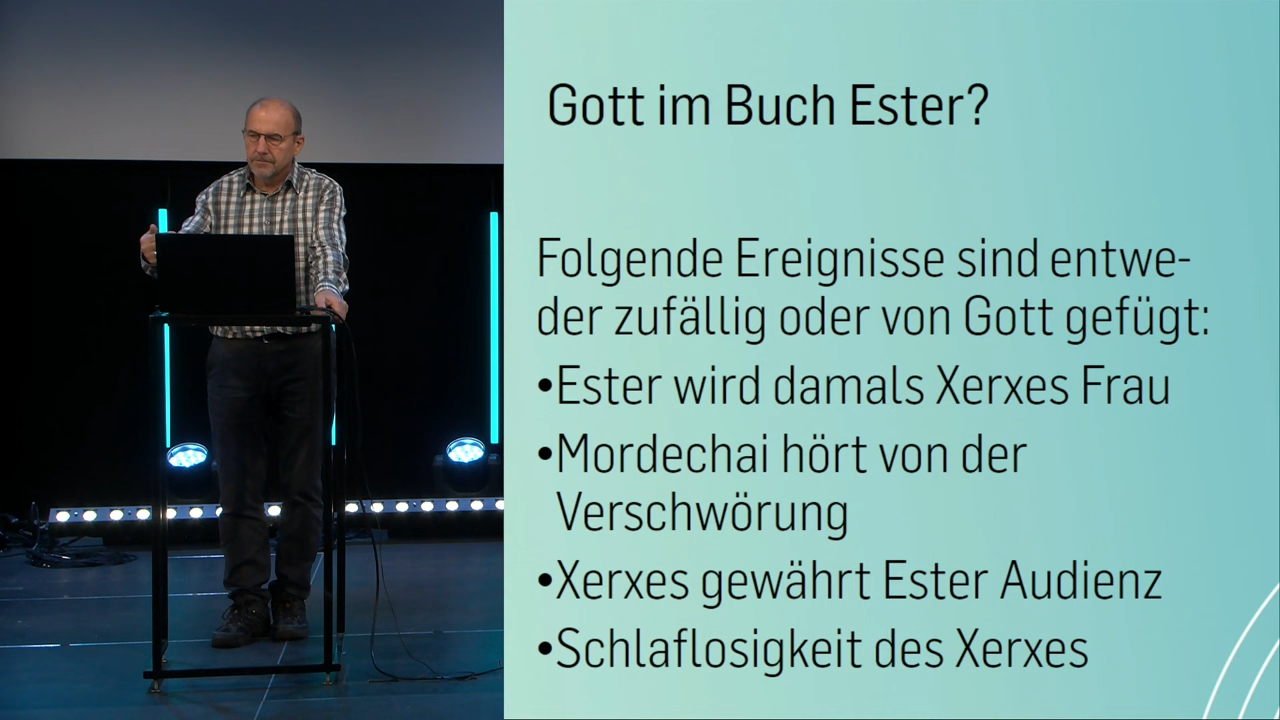 Gott im Buch Ester?
Folgende Ereignisse sind entwe-
der zufällig oder von Gott gefügt:
•Ester wird damals Xerxes Frau
•Mordechai hört von der
Verschwörung
•Xerxes gewährt Ester Audienz
•Schlaflosigkeit des Xerxes